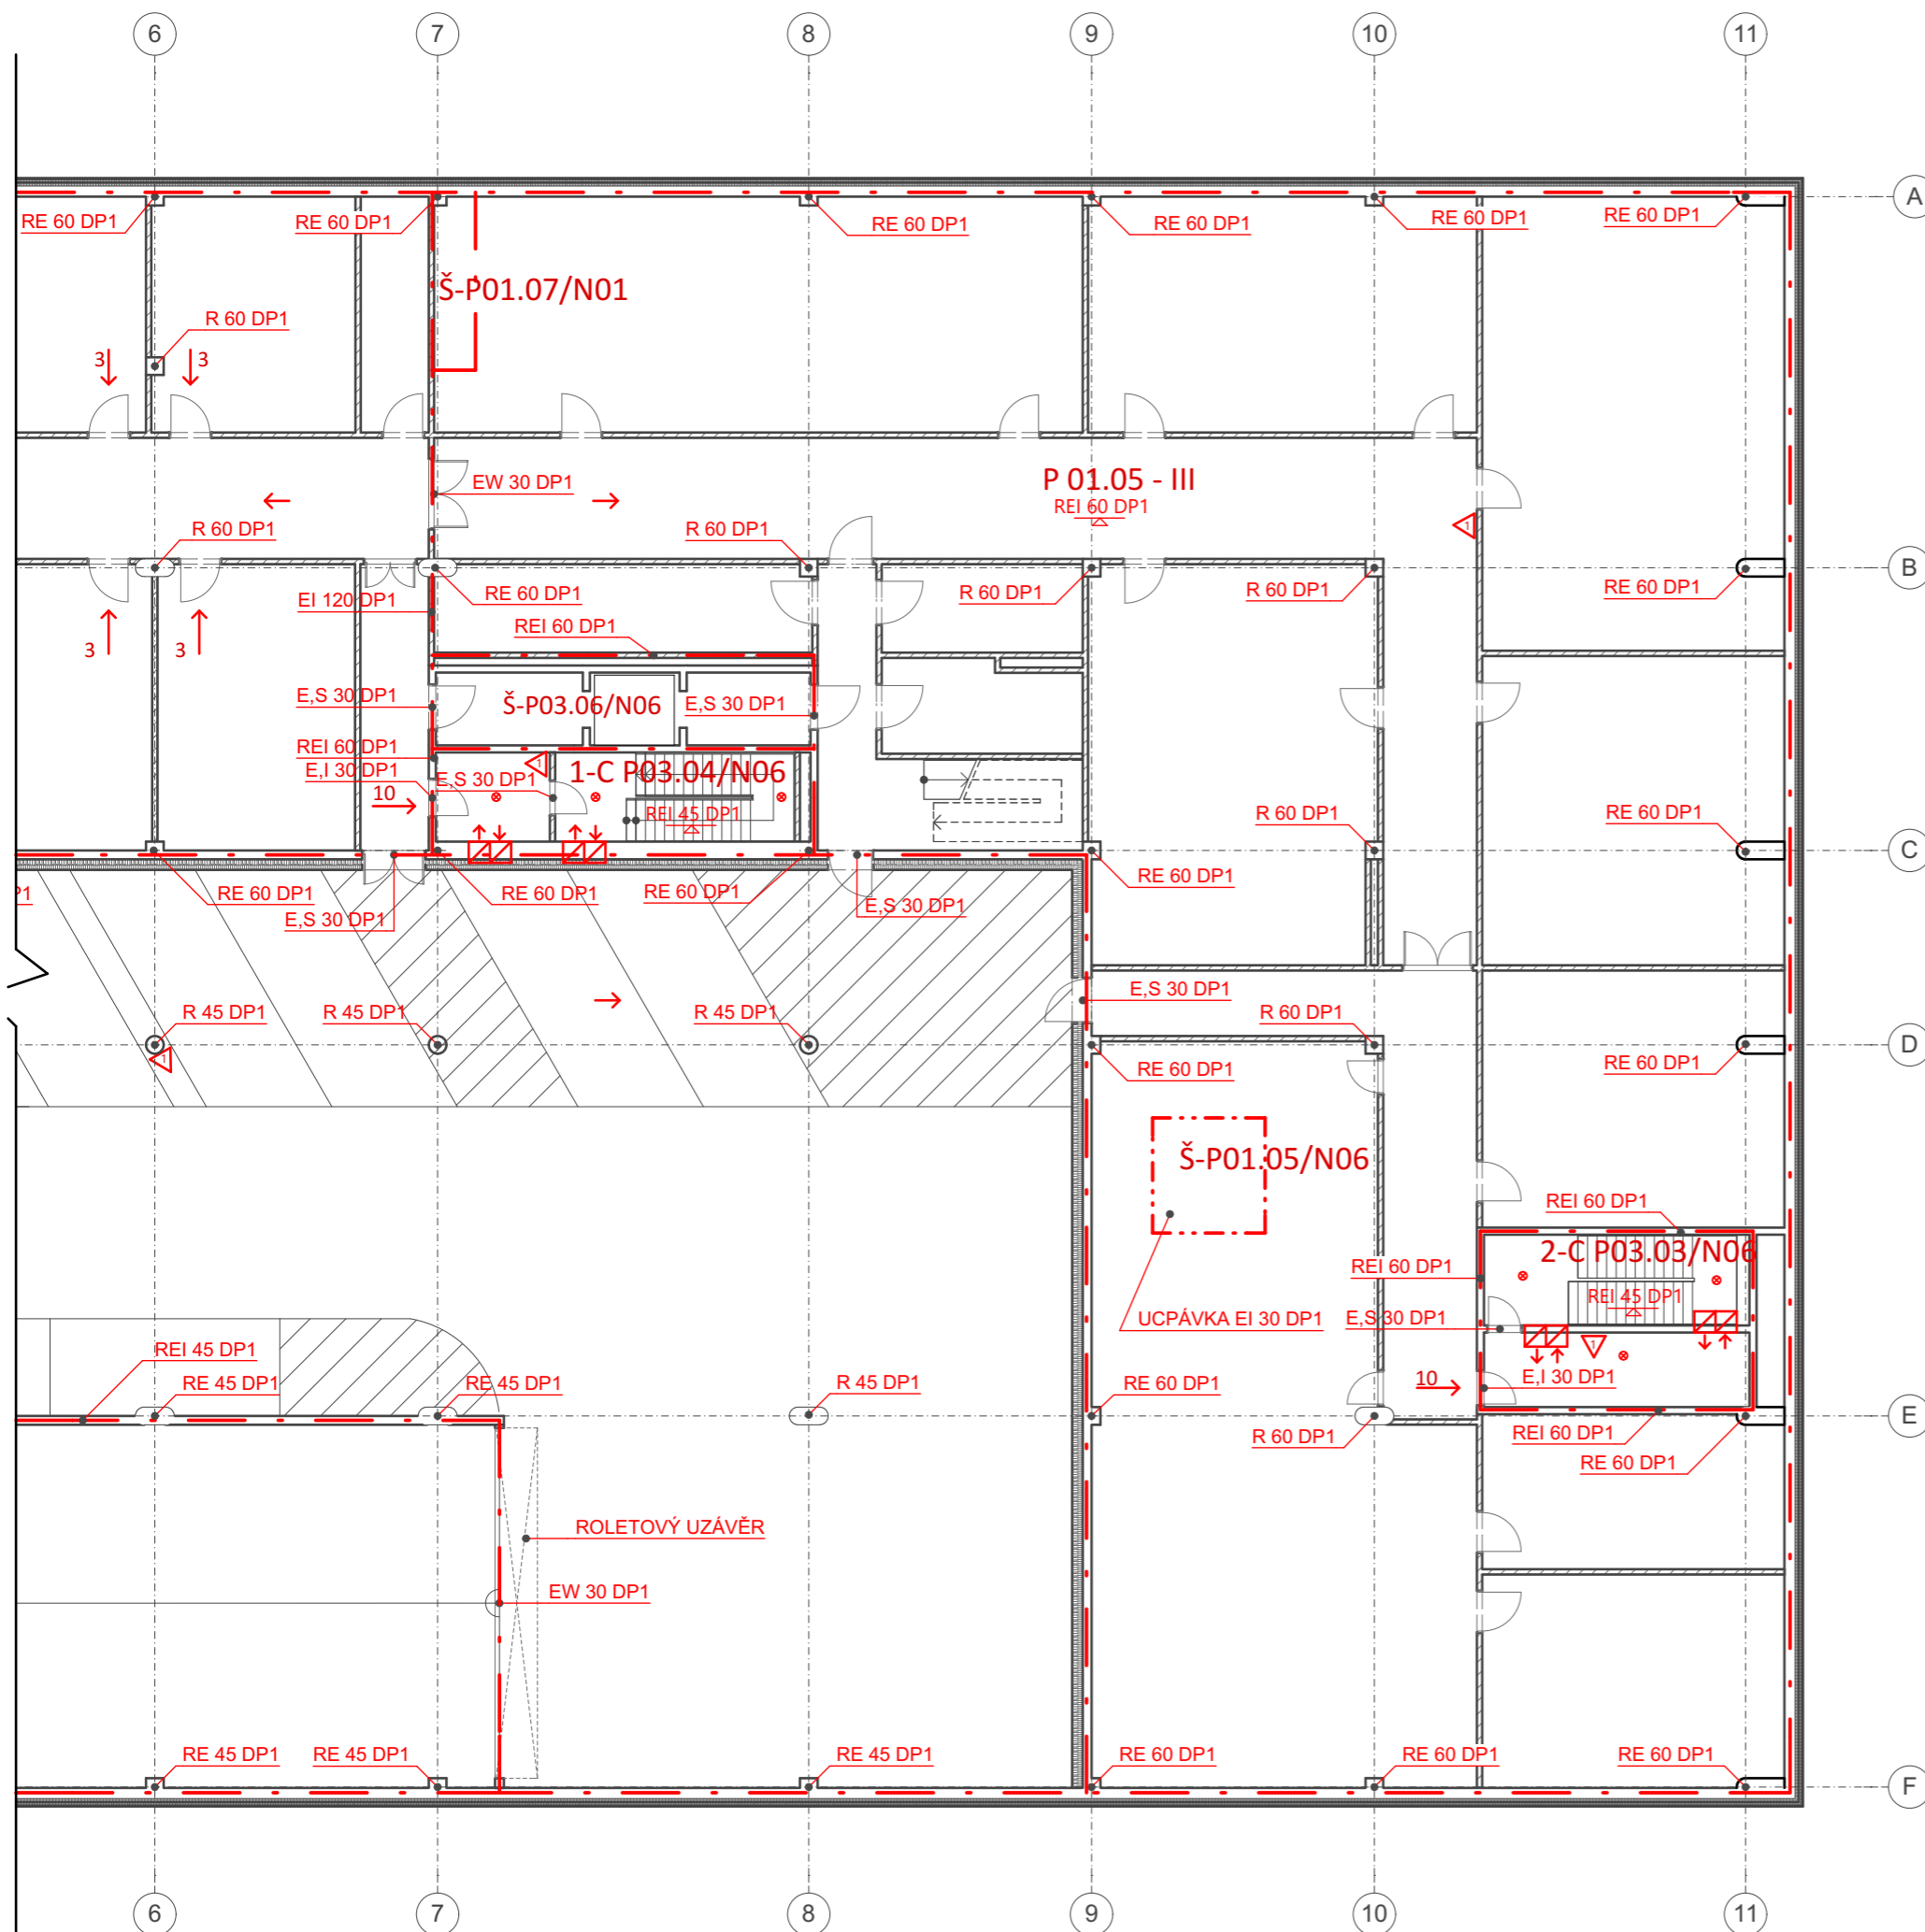 6 7 8 9 10 11
A
RE 60 DP1 RE 60 DP1 RE 60 DP1 RE 60 DP1 RE 60 DP1 RE 60 DP1
Š-P01.07/N01
R 60 DP1
3 3
P 01.05 - III
EW 30 DP1
REI 60 DP1
1
R 60 DP1 R 60 DP1
B
EI 120 DP1 RE 60 DP1 R 60 DP1 R 60 DP1 RE 60 DP1
REI 60 DP1
3 3
E,S 30 DP1 Š-P03.06/N06 E,S 30 DP1
REI 60 DP1
1
E,I 30 DP1 E,S 30 DP1 1-C P03.04/N06
10
REI 45 DP1
R 60 DP1 RE 60 DP1
C
P1 RE 60 DP1 RE 60 DP1 RE 60 DP1 RE 60 DP1
E,S 30 DP1 E,S 30 DP1
E,S 30 DP1
R 45 DP1 R 45 DP1 R 45 DP1 R 60 DP1
1
D
RE 60 DP1 RE 60 DP1
Š-P01.05/N06
REI 60 DP1
2-C P03.03/N06
REI 60 DP1
REI 45 DP1
UCPÁVKA EI 30 DP1 E,S 30 DP1
1
REI 45 DP1
RE 45 DP1 RE 45 DP1 R 45 DP1 RE 60 DP1 10 E,I 30 DP1
E
R 60 DP1 REI 60 DP1
RE 60 DP1
ROLETOVÝ UZÁVĚR
EW 30 DP1
RE 45 DP1 RE 45 DP1 RE 45 DP1 RE 60 DP1 RE 60 DP1 RE 60 DP1
F
6 7 8 9 10 11